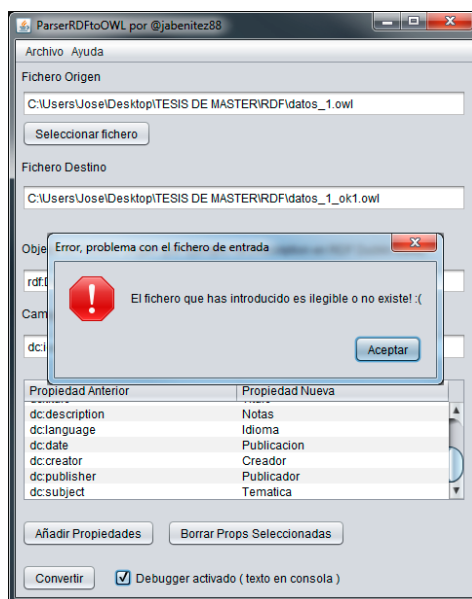 ParserRDFtoOWL por @jabenitez88
Archivo Ayuda
Fichero Origen
C:\Users\Jose\Desktop\TESIS DE MASTER\RDF\datos_1.owl
Seleccionar fichero
Fichero Destino
C:\Users\Jose\Desktop\TESIS DE MASTER\RDF\datos_1_ok1.owl
Obje
Error, problema con el fichero de entrada
rdf:
El fichero que has introducido es ilegible o no existe! :(
Cam
dc:i
Aceptar
Propiedad Anterior Propiedad Nueva
dc:description Notas
dc:language Idioma
dc:date Publicacion
dc:creator Creador
dc:publisher Publicador
dc:subject Tematica
Añadir Propiedades Borrar Props Seleccionadas
Convertir Debugger activado ( texto en consola )